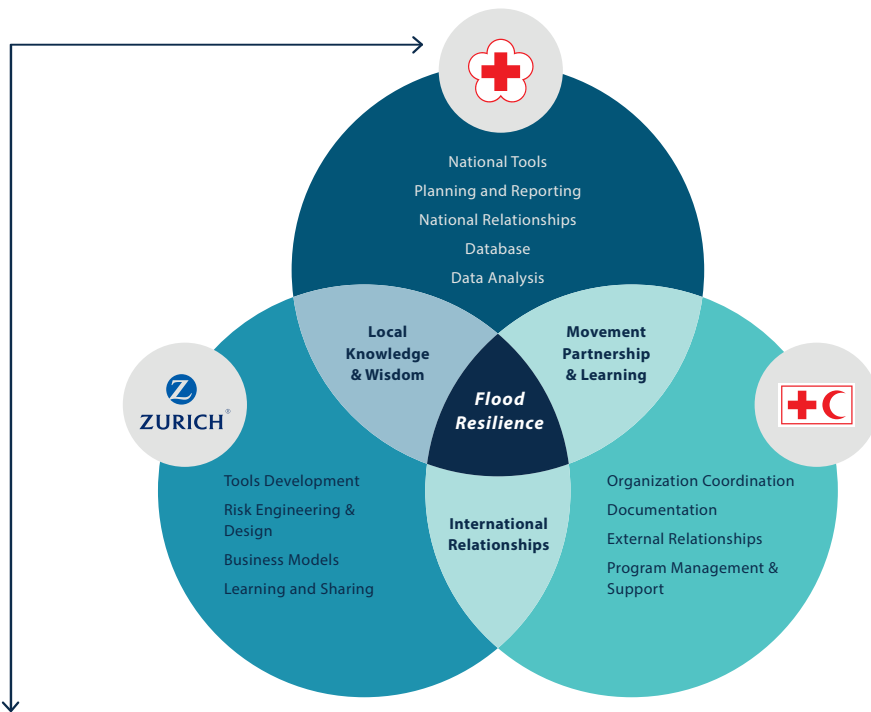 National Tools
Planning and Reporting
National Relationships
Database
Data Analysis
Local
Knowledge
& Wisdom
Movement
Partnership
& Learning
Flood
Resilience
Z
ZURICH®
Tools Development
Risk Engineering &
Design
Business Models
Learning and Sharing
International
Relationships
Organization Coordination
Documentation
External Relationships
Program Management &
Support